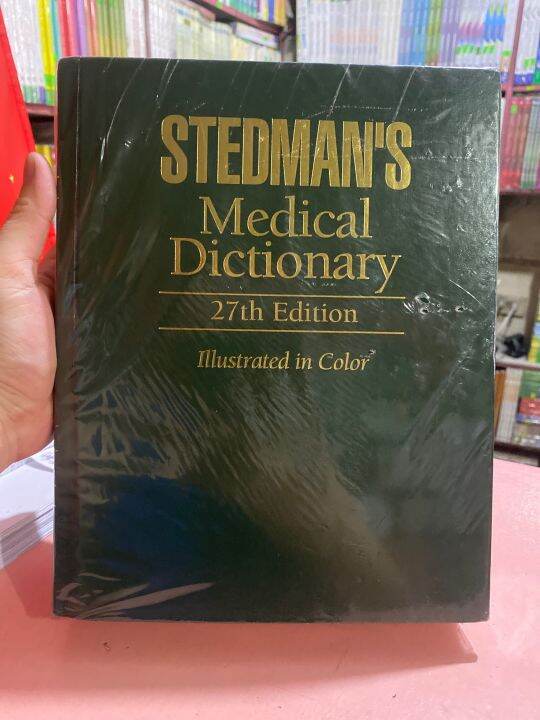 STEDMAN'S
Medical
Dictionary
27th Edition
Illustrated in Color